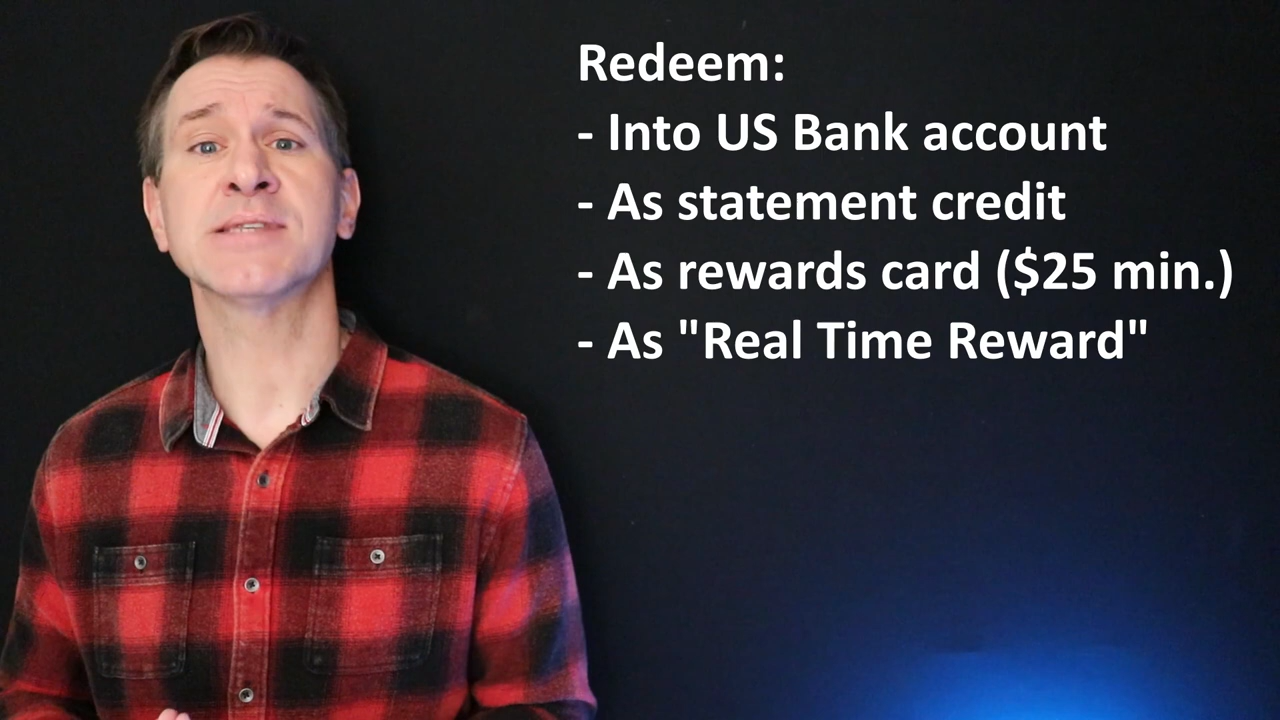 Redeem:
- Into US Bank account
- As statement credit
- As rewards card ($25 min.)
- As "Real Time Reward"